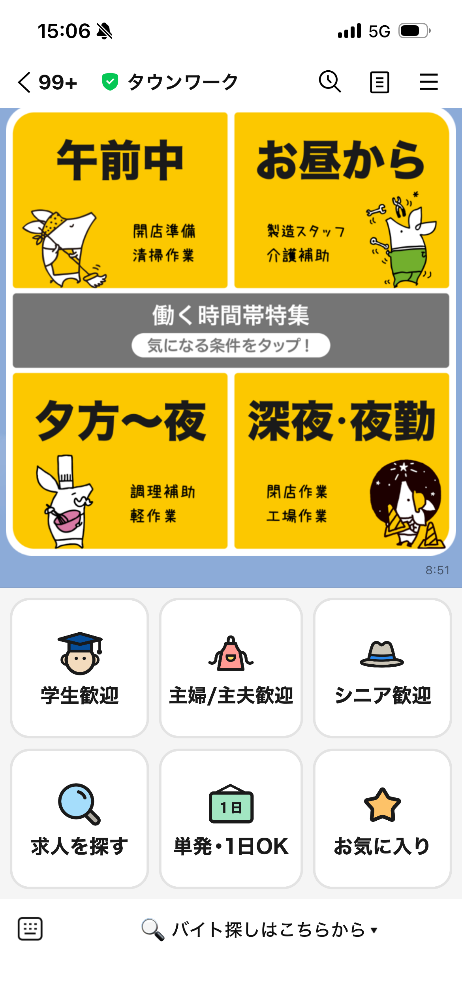 15:06
5G
99+
タウンワーク
午前中
開店準備
清掃作業
お昼から
製造スタッフ
介護補助
働く時間帯特集
気になる条件をタップ！
夕方〜夜
調理補助
軽作業
深夜・夜勤
閉店作業
工場作業
8:51
学生歓迎
主婦/主夫歓迎
シニア歓迎
求人を探す
1日
単発・1日OK
お気に入り
バイト探しはこちらから▼